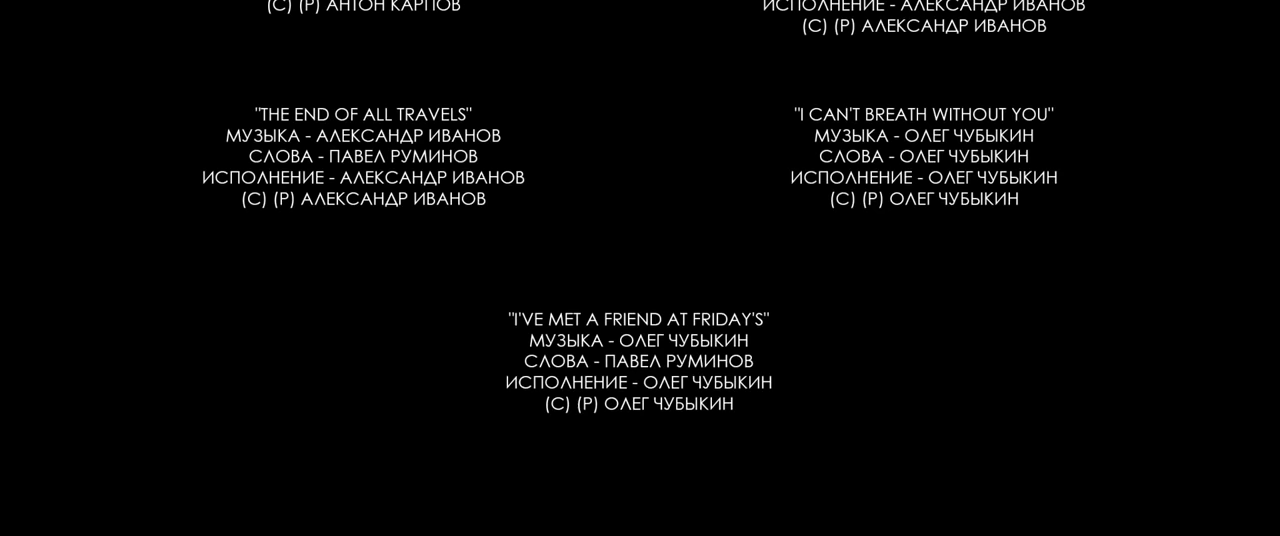 (С) (Р) АНТОН КАРПОВ
ИСПОЛНЕНИЕ - АЛЕКСАНДР ИВАНОВ
(С) (Р) АЛЕКСАНДР ИВАНОВ
"THE END OF ALL TRAVELS"
МУЗЫКА - АЛЕКСАНДР ИВАНОВ
СЛОВА - ПАВЕЛ РУМИНОВ
ИСПОЛНЕНИЕ - АЛЕКСАНДР ИВАНОВ
(С) (Р) АЛЕКСАНДР ИВАНОВ
"I CAN'T BREATH WITHOUT YOU"
МУЗЫКА - ОЛЕГ ЧУБЫКИН
СЛОВА - ОЛЕГ ЧУБЫКИН
ИСПОЛНЕНИЕ - ОЛЕГ ЧУБЫКИН
(С) (Р) ОЛЕГ ЧУБЫКИН
"I'VE MET A FRIEND AT FRIDAY'S"
МУЗЫКА - ОЛЕГ ЧУБЫКИН
СЛОВА - ПАВЕЛ РУМИНОВ
ИСПОЛНЕНИЕ - ОЛЕГ ЧУБЫКИН
(С) (Р) ОЛЕГ ЧУБЫКИН